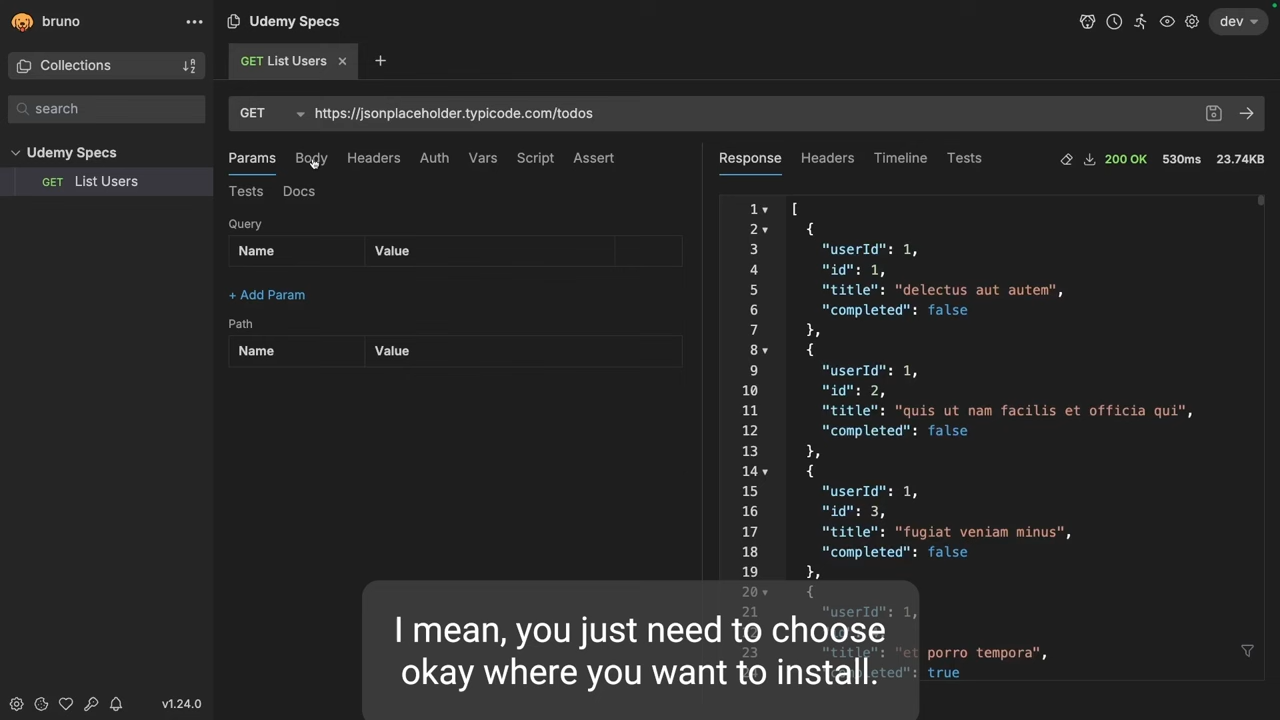 bruno
Collections
search
Udemy Specs
GET List Users
v1.24.0
Udemy Specs
dev
GET List Users
GET https://jsonplaceholder.typicode.com/todos
Params Body Headers Auth Vars Script Assert
Tests Docs
Query
Name Value
+ Add Param
Path
Name Value
Response Headers Timeline Tests 200 OK 530ms 23.74KB
1 [
2 {
3 "userId": 1,
4 "id": 1,
5 "title": "delectus aut autem",
6 "completed": false
7 },
8 {
9 "userId": 1,
10 "id": 2,
11 "title": "quis ut nam facilis et officia qui",
12 "completed": false
13 },
14 {
15 "userId": 1,
16 "id": 3,
17 "title": "fugiat veniam minus",
18 "completed": false
19 },
20 {
21 "userId": 1,
23 "title": "et porro tempora",
"completed": true
I mean, you just need to choose
okay where you want to install.